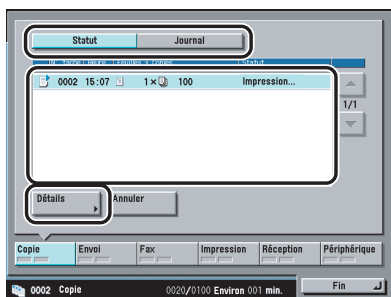 Statut Journal
0002 15:07 1× 100 Impression...
1/1
Détails Annuler
Copie Envoi Fax Impression Réception Périphérique
0002 Copie 0020/0100 Environ 001 min. Fin